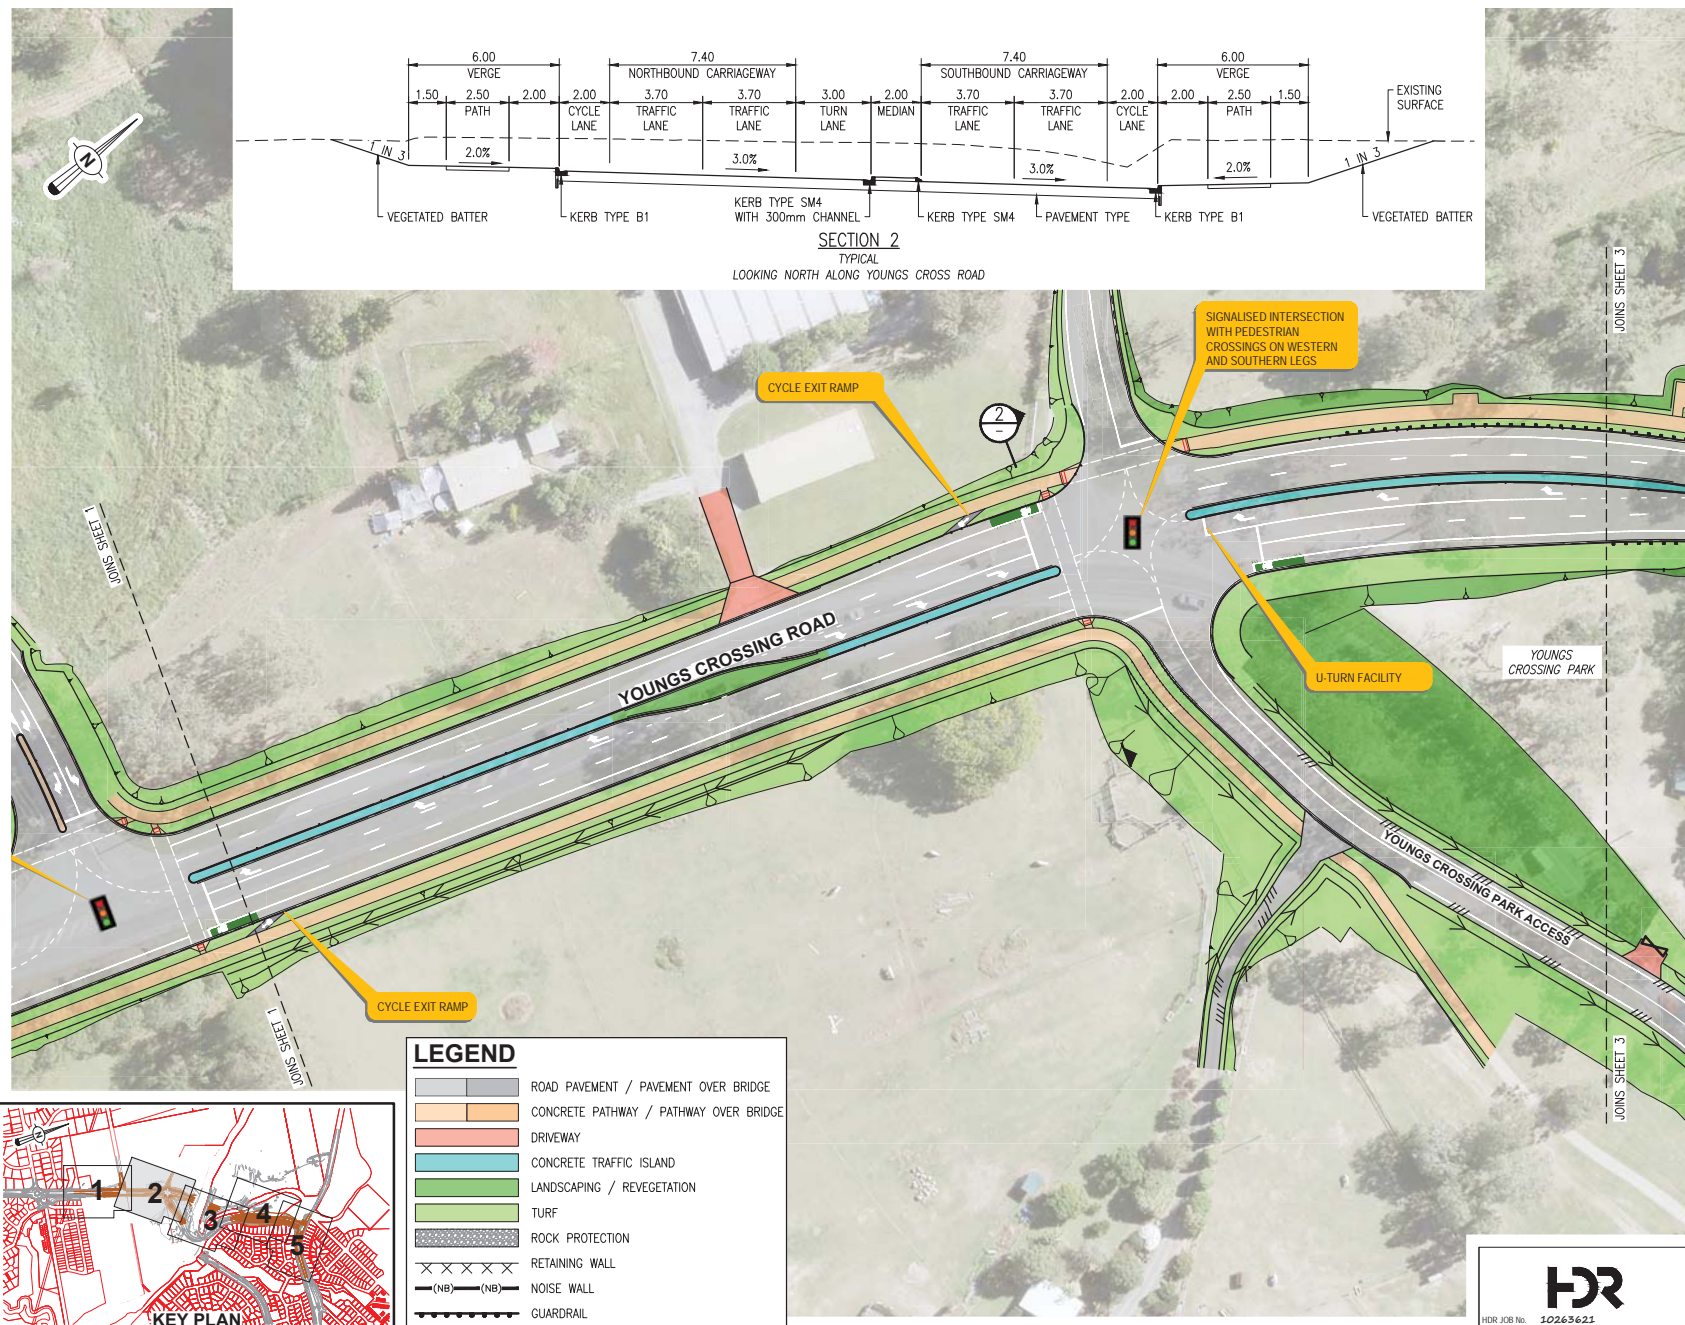 6.00
7.40
7.40
6.00
VERGE
NORTHBOUND CARRIAGEWAY
SOUTHBOUND CARRIAGEWAY
VERGE
1.50
2.50
2.00
2.00
3.70
3.70
3.00
2.00
3.70
3.70
2.00
2.00
2.50
1.50
PATH
CYCLE
LANE
TRAFFIC
LANE
TRAFFIC
LANE
TURN
LANE
MEDIAN
TRAFFIC
LANE
TRAFFIC
LANE
CYCLE
LANE
PATH
EXISTING
SURFACE
1 IN 3
2.0%
3.0%
3.0%
2.0%
1 IN 3
VEGETATED BATTER
KERB TYPE B1
KERB TYPE SM4
WITH 300mm CHANNEL
KERB TYPE SM4
PAVEMENT TYPE
KERB TYPE B1
VEGETATED BATTER
SECTION 2
TYPICAL
LOOKING NORTH ALONG YOUNGS CROSS ROAD
N
JOINS SHEET 3
SIGNALISED INTERSECTION
WITH PEDESTRIAN
CROSSINGS ON WESTERN
AND SOUTHERN LEGS
CYCLE EXIT RAMP
2
-
JOINS SHEET 1
YOUNGS CROSSING ROAD
YOUNGS
CROSSING PARK
U-TURN FACILITY
YOUNGS CROSSING PARK ACCESS
CYCLE EXIT RAMP
JOINS SHEET 1
JOINS SHEET 3
LEGEND
ROAD PAVEMENT / PAVEMENT OVER BRIDGE
CONCRETE PATHWAY / PATHWAY OVER BRIDGE
DRIVEWAY
CONCRETE TRAFFIC ISLAND
LANDSCAPING / REVEGETATION
TURF
ROCK PROTECTION
RETAINING WALL
(NB) (NB) NOISE WALL
GUARDRAIL
N
1
2
3
4
5
KEY PLAN
HDR
HDR JOB No. 10263621